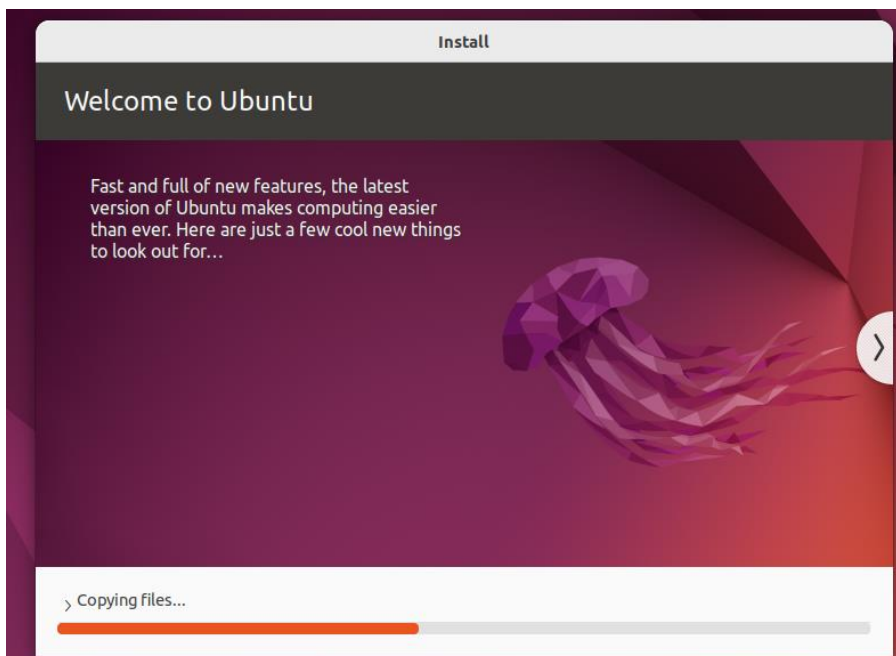 Install
Welcome to Ubuntu
Fast and full of new features, the latest
version of Ubuntu makes computing easier
than ever. Here are just a few cool new things
to look out for…
Copying files...